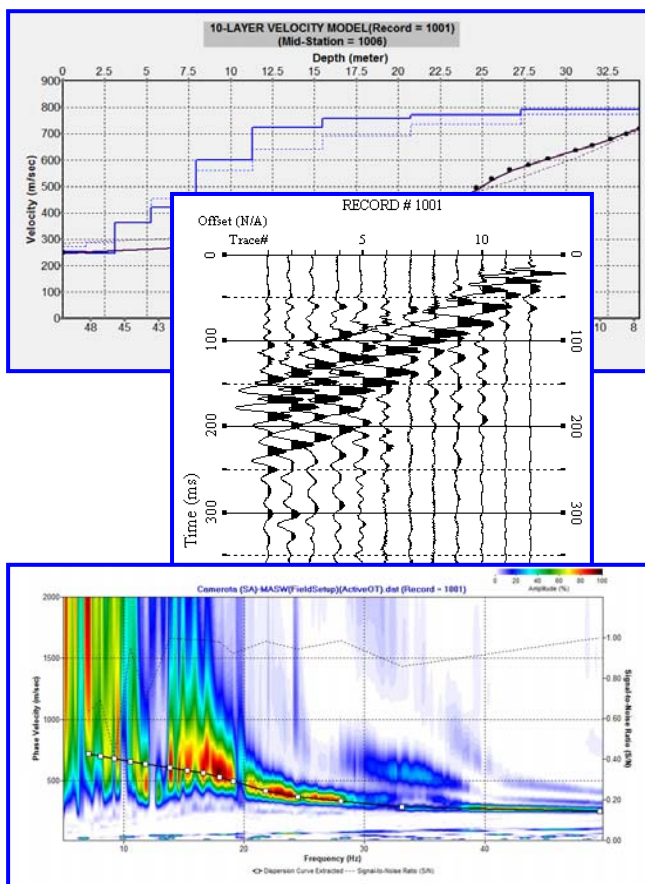 10-LAYER VELOCITY MODEL(Record = 1001)
(Mid-Station = 1006)
Depth (meter)
0 2.5 5 7.5 10 12.5 15 17.5 20 22.5 25 27.5 30 32.5
900
800
700
600
500
400
300
200
100
0
Velocity (m/sec)
48 45 43 10 8
RECORD # 1001
Offset (N/A)
Trace# 5 10
0 0
100 100
200 200
300 300
Time (ms)
Camerota (SA)-MASW(FieldSetup)(ActiveOT).dat (Record = 1001)
0 20 40 60 80 100
Amplitude (%)
2000
1500
1000
500
Phase Velocity (m/sec)
1.00
0.80
0.60
0.40
0.20
0.00
Signal-to-Noise Ratio (S/N)
10 20 30 40
Frequency (Hz)
Dispersion Curve Extracted Signal-to-Noise Ratio (S/N)